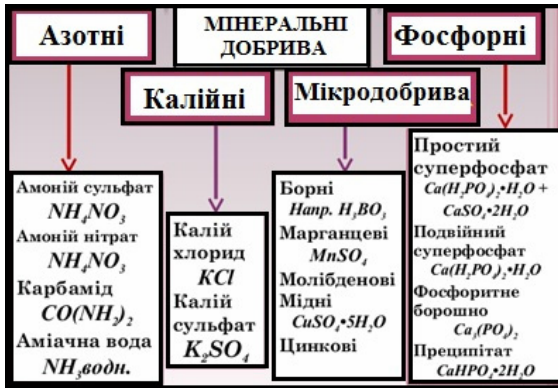 Азотні
МІНЕРАЛЬНІ
ДОБРИВА
Фосфорні
Калійні
Мікродобрива
Амоній сульфат
NH₄NO₃
Амоній нітрат
NH₄NO₃
Карбамід
CO(NH₂)₂
Аміачна вода
NH₃водн.
Калій
хлорид
KCl
Калій
сульфат
K₂SO₄
Борні
Напр. H₃BO₃
Марганцеві
MnSO₄
Молібденові
Мідні
CuSO₄•5H₂O
Цинкові
Простий
суперфосфат
Ca(H₂PO₄)₂•H₂O +
CaSO₄•2H₂O
Подвійний
суперфосфат
Ca(H₂PO₄)₂•H₂O
Фосфоритне
борошно
Ca₃(PO₄)₂
Преципітат
CaHPO₄•2H₂O